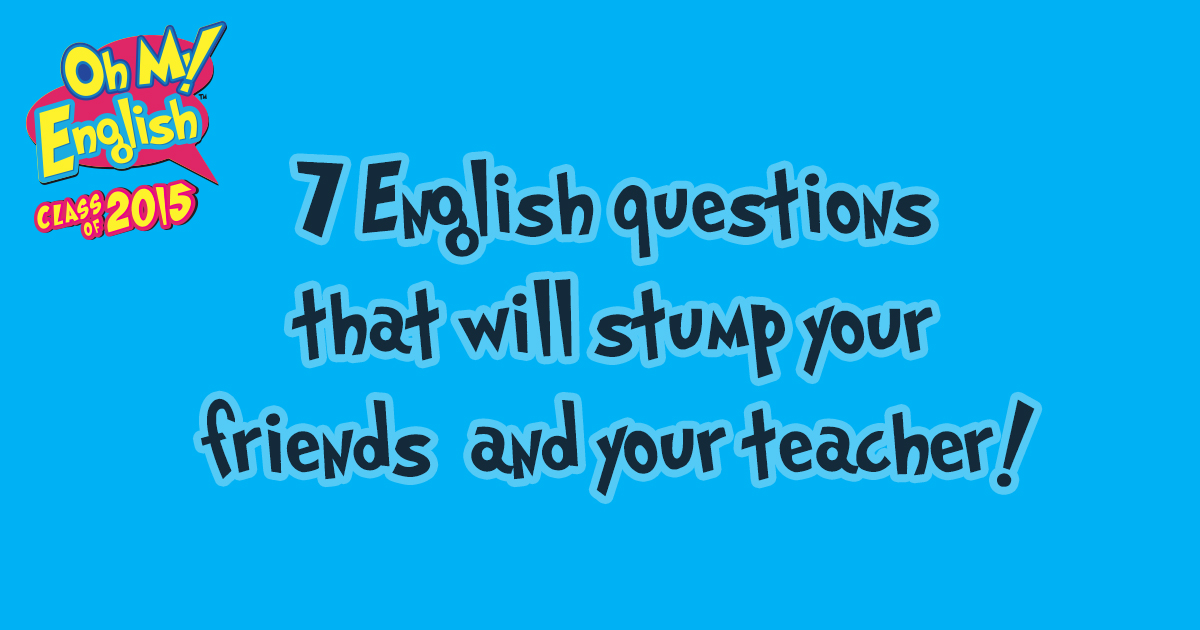 Oh My!
English™
CLASS OF 2015
7 English questions
that will stump your
friends and your teacher!